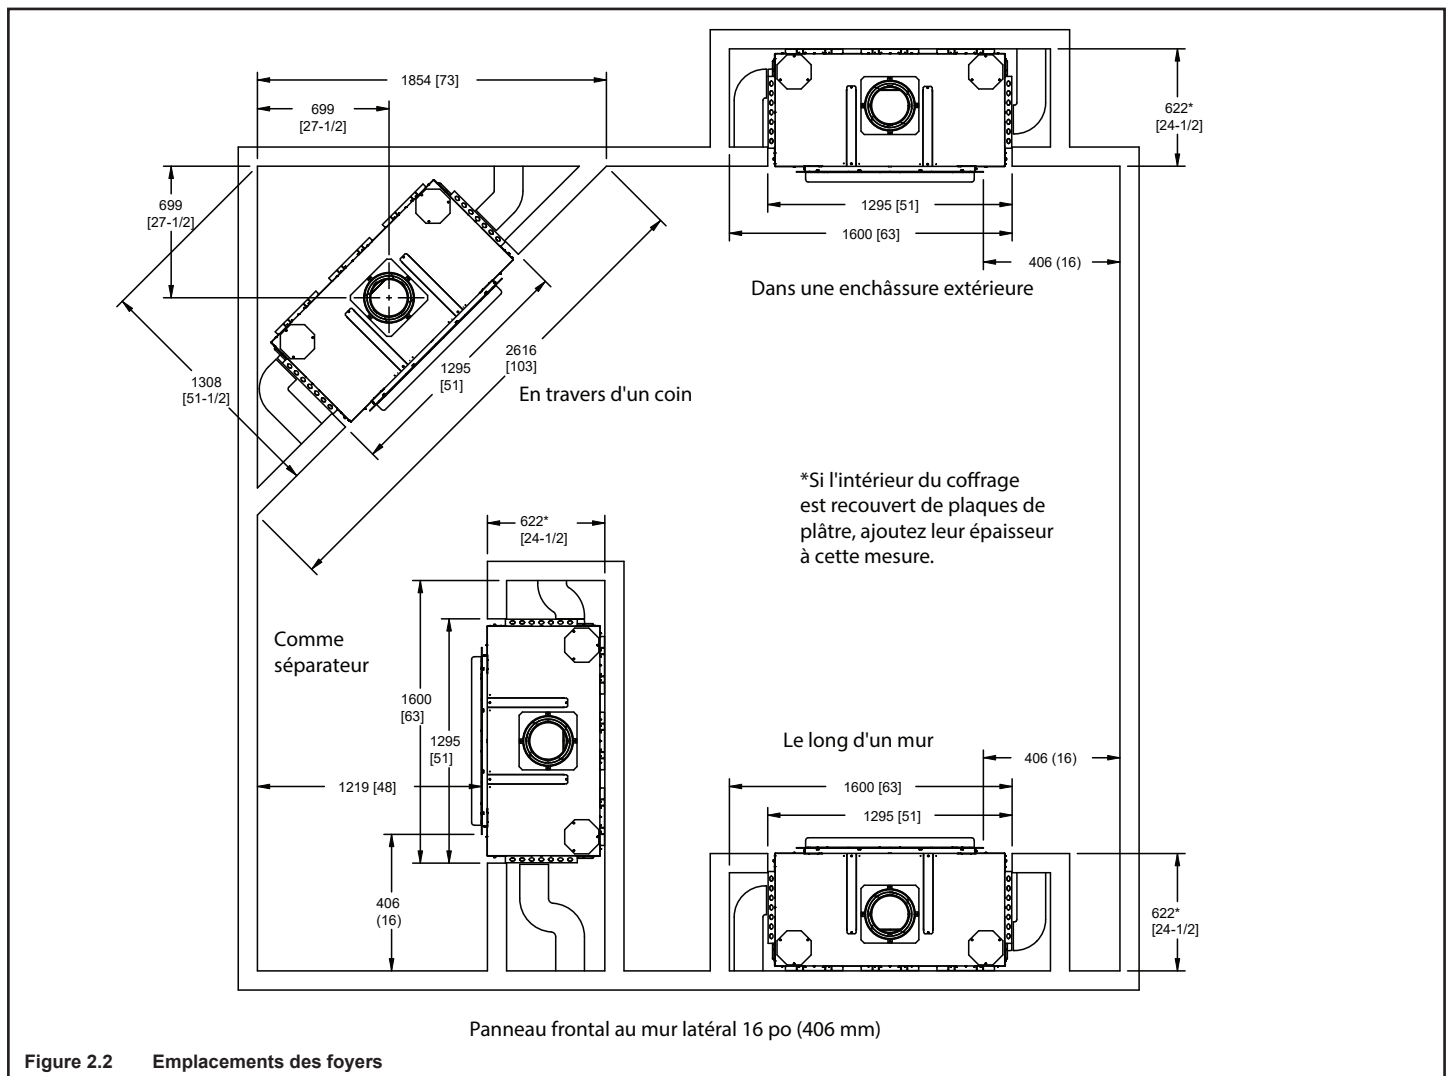 1854 [73]
699
[27-1/2]
622*
[24-1/2]
699
[27-1/2]
1295 [51]
1600 [63]
406 (16)
Dans une enchâssure extérieure
1308
[51-1/2]
1295
[51]
2616
[103]
En travers d'un coin
*Si l'intérieur du coffrage
est recouvert de plaques de
plâtre, ajoutez leur épaisseur
à cette mesure.
622*
[24-1/2]
Comme
séparateur
1600
[63]
1295
[51]
1219 [48]
406
(16)
Le long d'un mur
406 (16)
1600 [63]
1295 [51]
622*
[24-1/2]
Panneau frontal au mur latéral 16 po (406 mm)
Figure 2.2 Emplacements des foyers